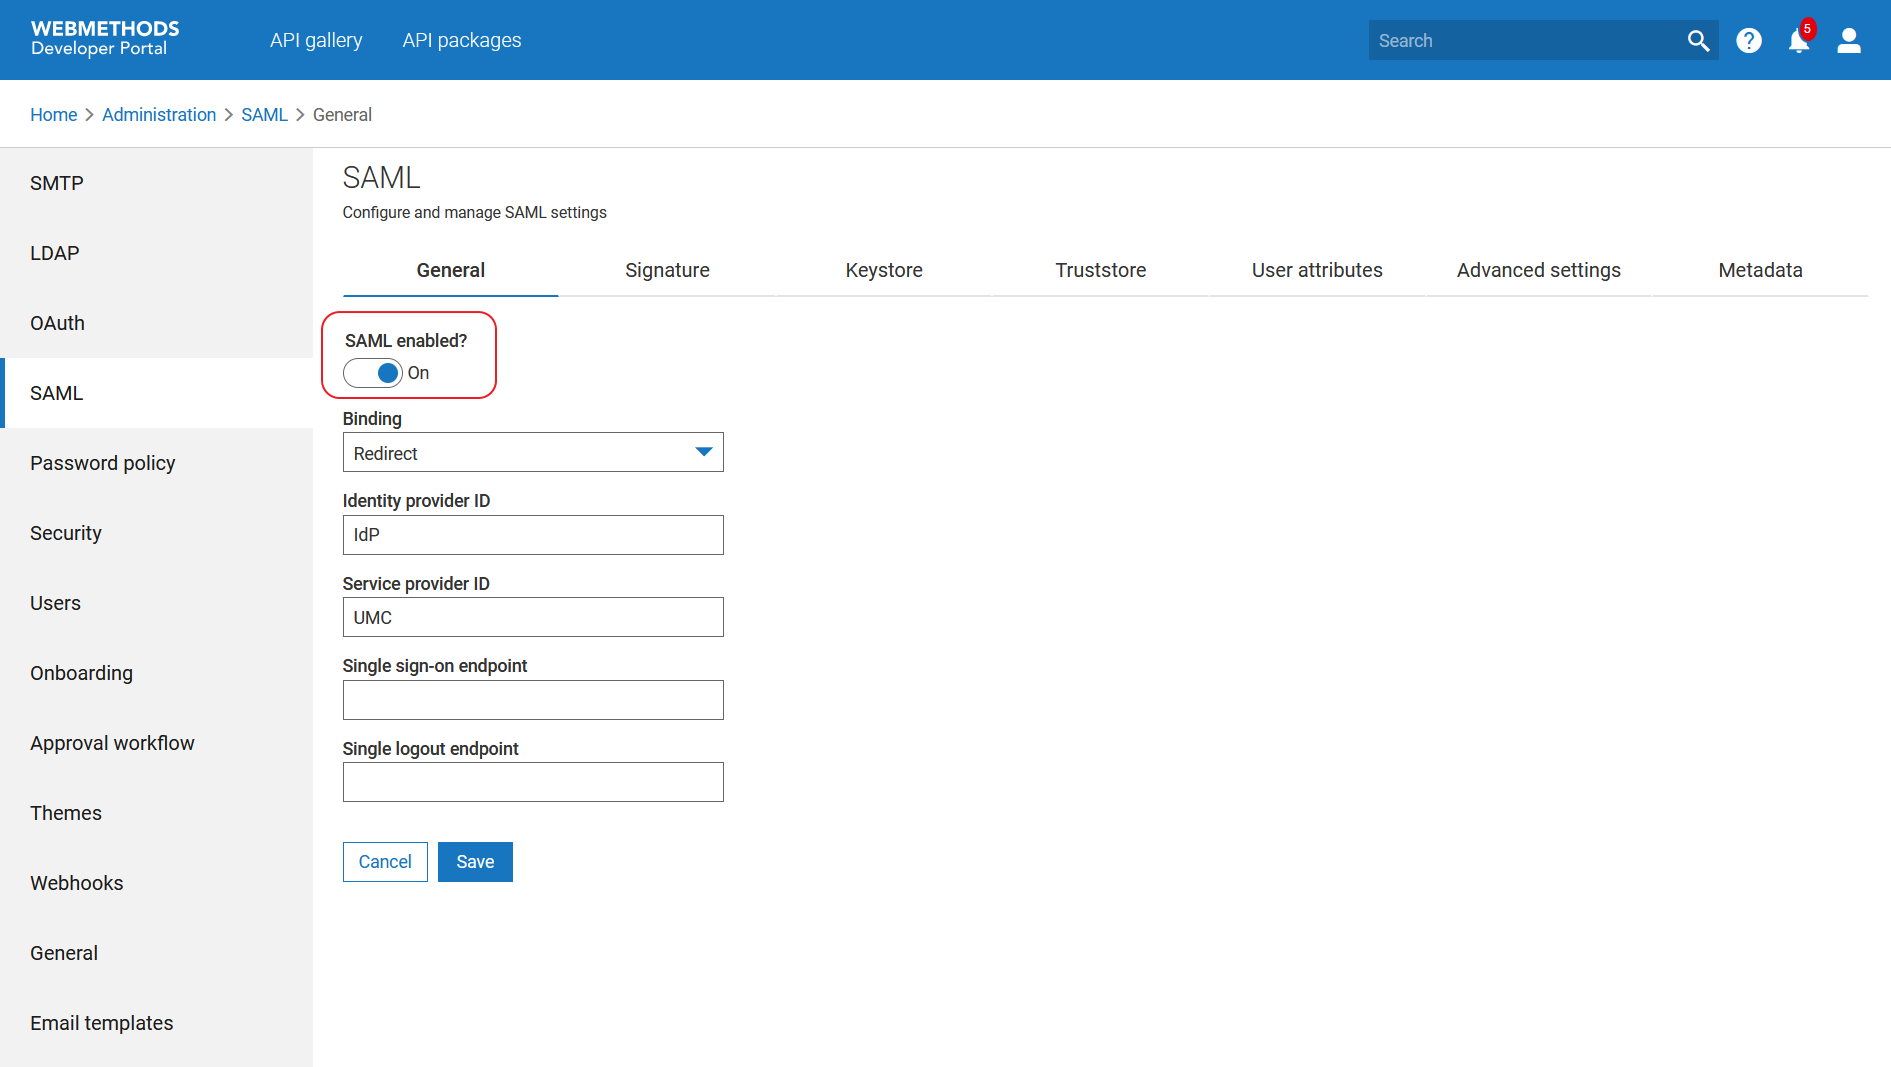 WEBMETHODS
Developer Portal
API gallery
API packages
Search
5
Home > Administration > SAML > General
SMTP
LDAP
OAuth
SAML
Password policy
Security
Users
Onboarding
Approval workflow
Themes
Webhooks
General
Email templates
SAML
Configure and manage SAML settings
General
Signature
Keystore
Truststore
User attributes
Advanced settings
Metadata
SAML enabled?
On
Binding
Redirect
Identity provider ID
IdP
Service provider ID
UMC
Single sign-on endpoint
Single logout endpoint
Cancel
Save